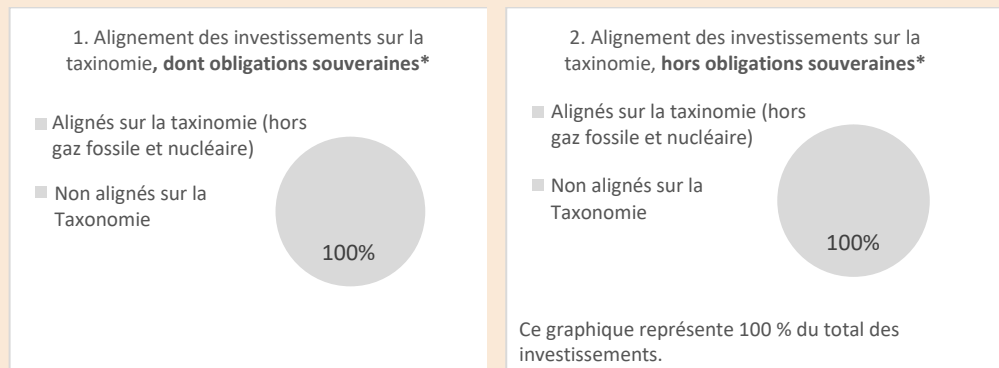 1. Alignement des investissements sur la
taxinomie, dont obligations souveraines*
Alignés sur la taxinomie (hors
gaz fossile et nucléaire)
Non alignés sur la
Taxonomie
100%
2. Alignement des investissements sur la
taxinomie, hors obligations souveraines*
Alignés sur la taxinomie (hors
gaz fossile et nucléaire)
Non alignés sur la
Taxonomie
100%
Ce graphique représente 100 % du total des
investissements.